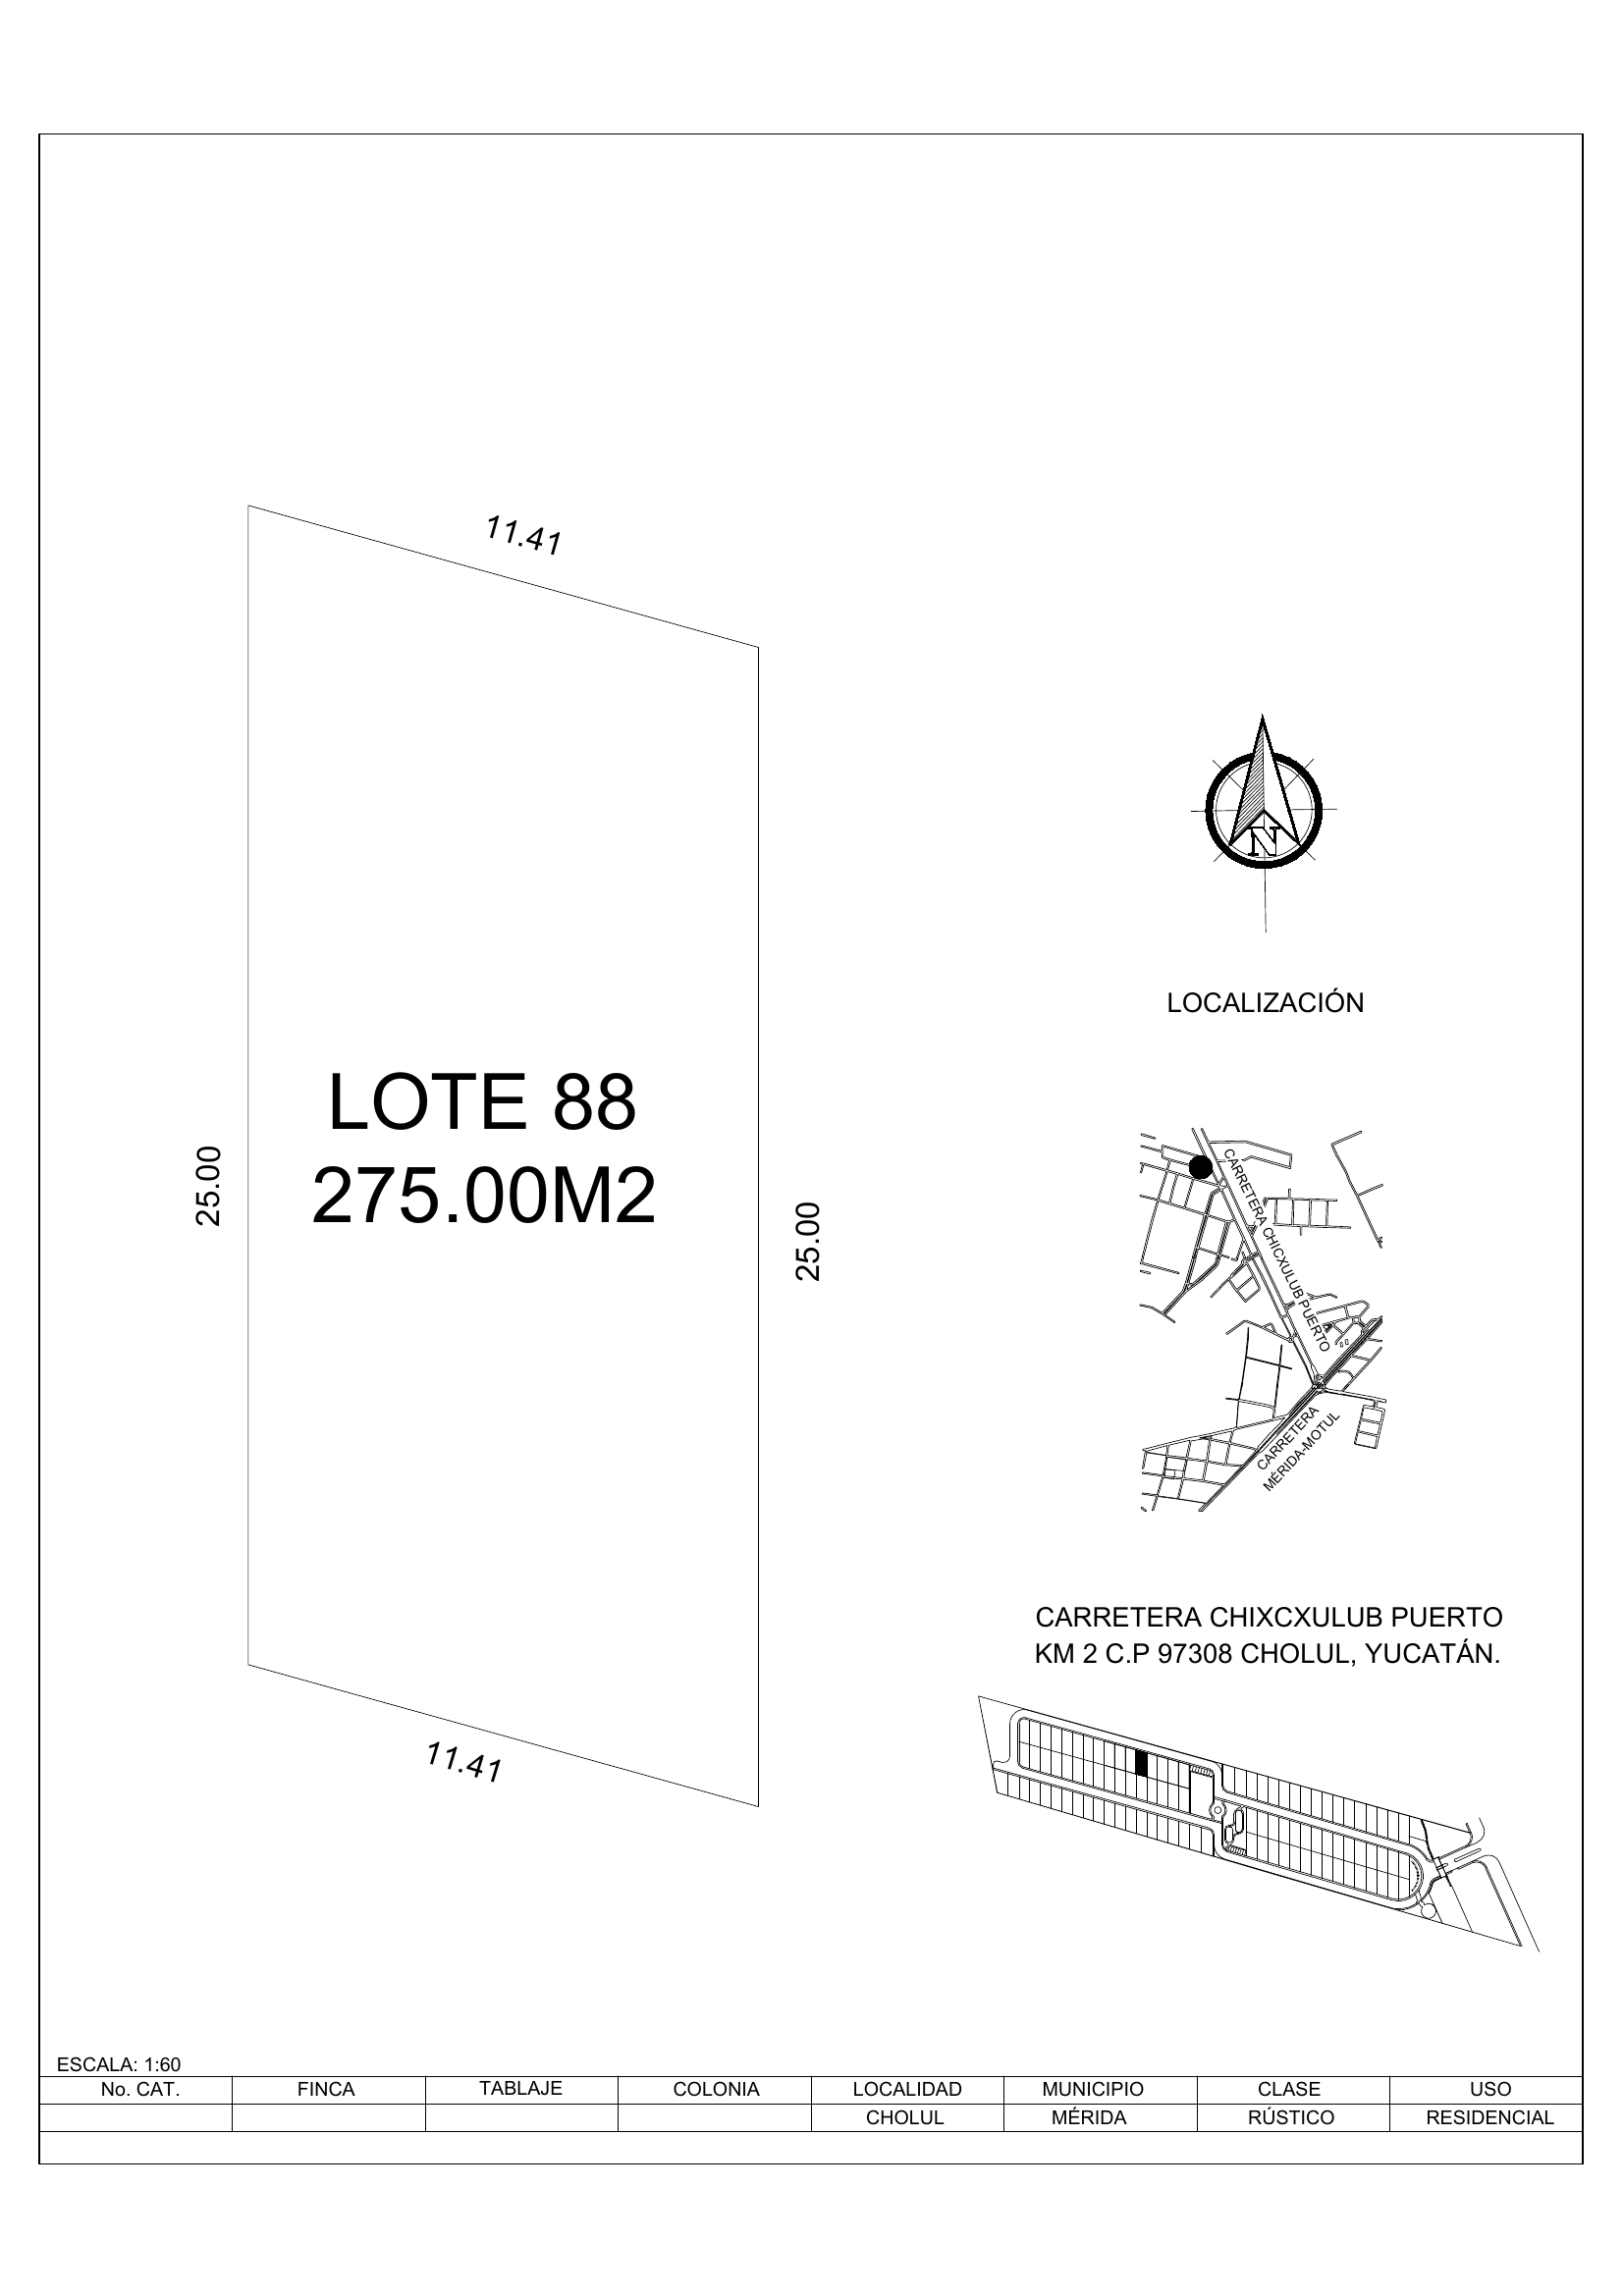 11.41
LOTE 88
275.00M2
25.00
25.00
11.41
N
LOCALIZACIÓN
CARRETERA CHICXULUB PUERTO
CARRETERA
MÉRIDA-MOTUL
CARRETERA CHIXCXULUB PUERTO
KM 2 C.P 97308 CHOLUL, YUCATÁN.
ESCALA: 1:60
No. CAT. FINCA TABLAJE COLONIA LOCALIDAD MUNICIPIO CLASE USO
CHOLUL MÉRIDA RÚSTICO RESIDENCIAL